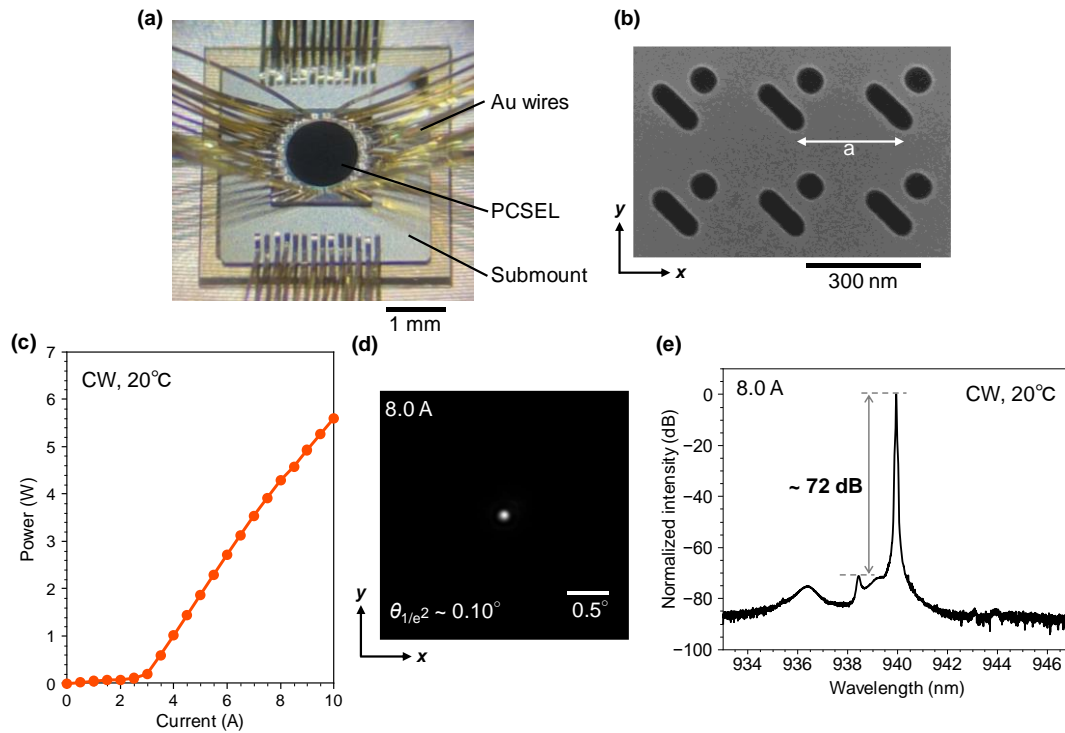 (a)
Au wires
PCSEL
Submount
1 mm
(b)
a
y
x
300 nm
(c)
CW, 20℃
Power (W)
7
6
5
4
3
2
1
0
0 2 4 6 8 10
Current (A)
(d)
8.0 A
θ1/e² ~ 0.10°
0.5°
y
x
(e)
8.0 A
CW, 20℃
~ 72 dB
Normalized intensity (dB)
0
−20
−40
−60
−80
−100
934 936 938 940 942 944 946
Wavelength (nm)